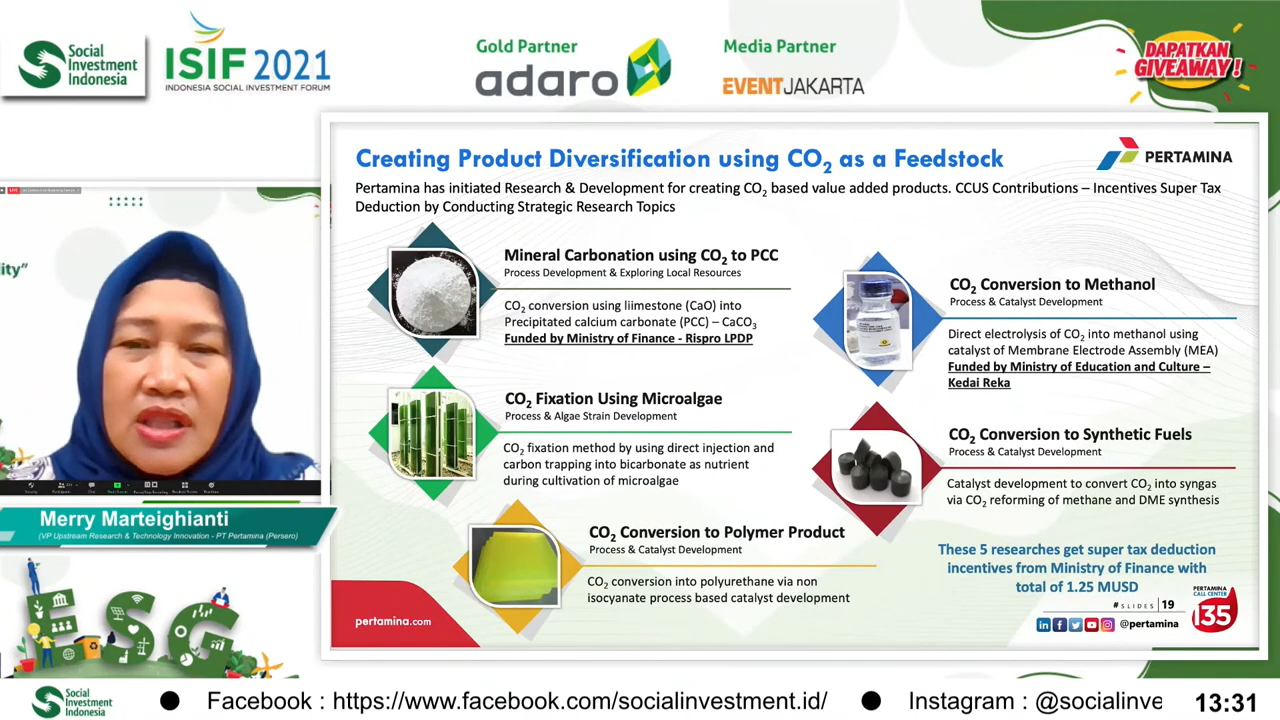 Social
Investment
Indonesia
ISIF 2021
INDONESIA SOCIAL INVESTMENT FORUM
Gold Partner
adaro
Media Partner
EVENTJAKARTA
DAPATKAN
GIVEAWAY !
Creating Product Diversification using CO2 as a Feedstock
PERTAMINA
Pertamina has initiated Research & Development for creating CO2 based value added products. CCUS Contributions – Incentives Super Tax
Deduction by Conducting Strategic Research Topics
Mineral Carbonation using CO2 to PCC
Process Development & Exploring Local Resources
CO2 conversion using liimestone (CaO) into
Precipitated calcium carbonate (PCC) – CaCO3
Funded by Ministry of Finance - Rispro LPDP
CO2 Fixation Using Microalgae
Process & Algae Strain Development
CO2 fixation method by using direct injection and
carbon trapping into bicarbonate as nutrient
during cultivation of microalgae
CO2 Conversion to Polymer Product
Process & Catalyst Development
CO2 conversion into polyurethane via non
isocyanate process based catalyst development
CO2 Conversion to Methanol
Process & Catalyst Development
Direct electrolysis of CO2 into methanol using
catalyst of Membrane Electrode Assembly (MEA)
Funded by Ministry of Education and Culture –
Kedai Reka
CO2 Conversion to Synthetic Fuels
Process & Catalyst Development
Catalyst development to convert CO2 into syngas
via CO2 reforming of methane and DME synthesis
These 5 researches get super tax deduction
incentives from Ministry of Finance with
total of 1.25 MUSD
#SLIDES | 19
@pertamina
PERTAMINA
CALL CENTER
135
pertamina.com
lity”
Merry Marteighianti
(VP Upstream Research & Technology Innovation - PT Pertamina (Persero)
ESG
Social
Investment
Indonesia
● Facebook : https://www.facebook.com/socialinvestment.id/ ● Instagram : @socialinve
13:31